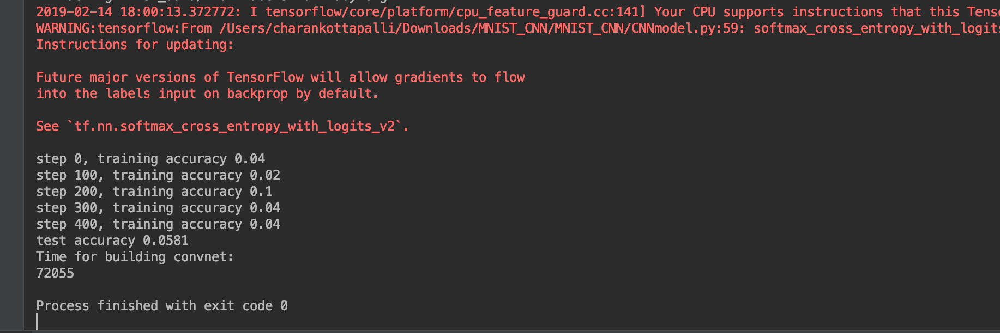 2019-02-14 18:00:13.372772: I tensorflow/core/platform/cpu_feature_guard.cc:141] Your CPU supports instructions that this
WARNING:tensorflow:From /Users/charankottapalli/Downloads/MNIST_CNN/MNIST_CNN/CNNmodel.py:59: softmax_cross_entropy_with_logits
Instructions for updating:
Future major versions of TensorFlow will allow gradients to flow
into the labels input on backprop by default.
See `tf.nn.softmax_cross_entropy_with_logits_v2`.
step 0, training accuracy 0.04
step 100, training accuracy 0.02
step 200, training accuracy 0.1
step 300, training accuracy 0.04
step 400, training accuracy 0.04
test accuracy 0.0581
Time for building convnet:
72055
Process finished with exit code 0